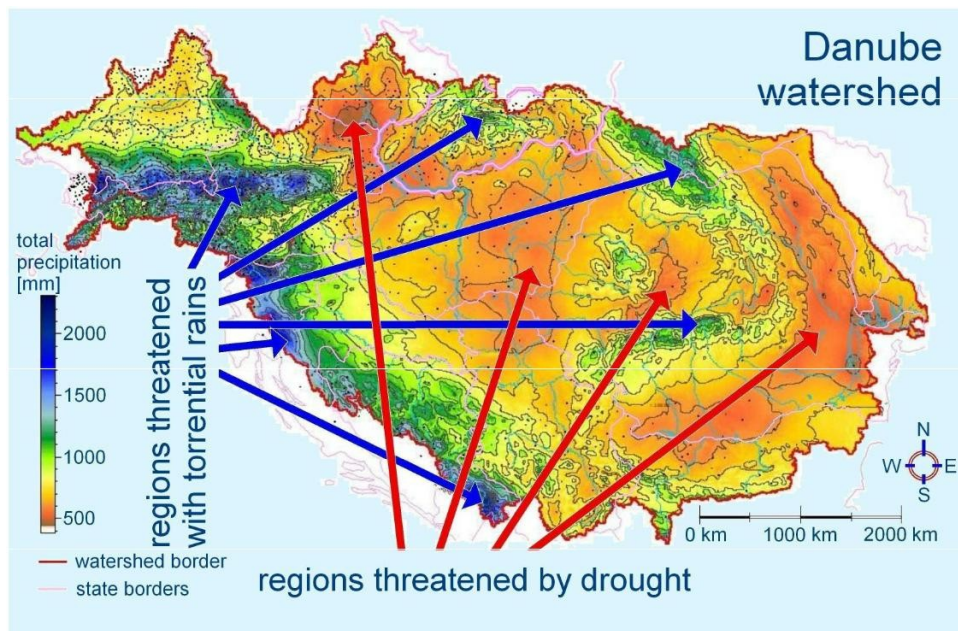 Danube
watershed
total
precipitation
[mm]
2000
1500
1000
500
regions threatened
with torrential rains
watershed border
state borders
regions threatened by drought
N
W E
S
0 km 1000 km 2000 km